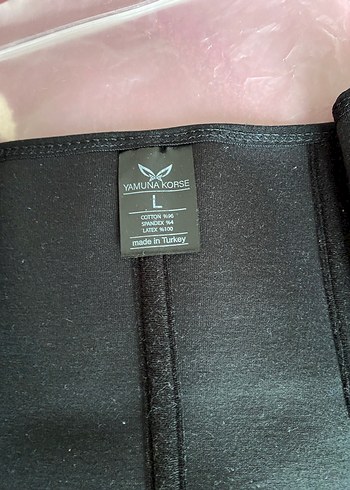 YAMUNA KORSE
L
COTTON %96
SPANDEX %4
LATEX %100
made in Turkey